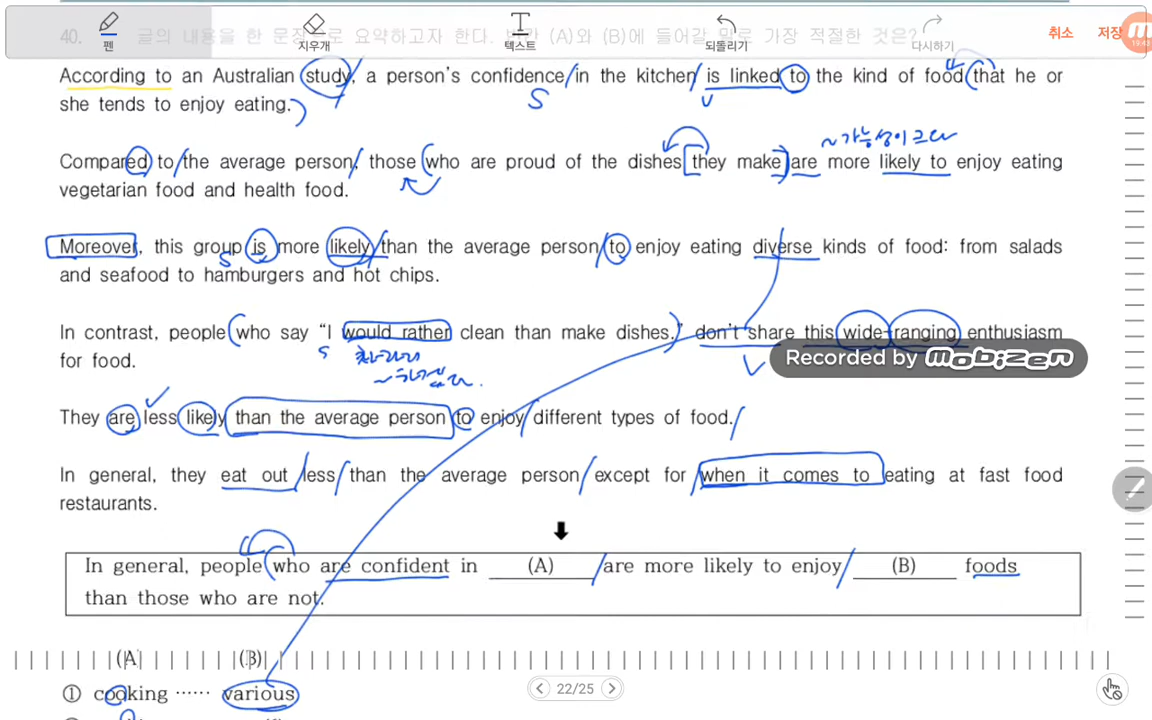 40. 글의 내용을 한 문장으로 요약하고자 한다. 빈칸 (A)와 (B)에 들어갈 말로 가장 적절한 것은?
펜 지우개 텍스트 되돌리기 다시하기 취소 저장
19:43
According to an Australian study, a person's confidence in the kitchen is linked to the kind of food that he or
S
she tends to enjoy eating.
~가능성이 크다
Compared to the average person, those who are proud of the dishes they make are more likely to enjoy eating
vegetarian food and health food.
Moreover, this group is more likely than the average person to enjoy eating diverse kinds of food: from salads
S
and seafood to hamburgers and hot chips.
In contrast, people who say “I would rather clean than make dishes.” don't share this wide-ranging enthusiasm
S
for food.
Recorded by mobizen
They are less likely than the average person to enjoy different types of food.
In general, they eat out less than the average person except for when it comes to eating at fast food
restaurants.
In general, people who are confident in (A) are more likely to enjoy (B) foods
than those who are not.
(A) (B)
① cooking …… various
22/25